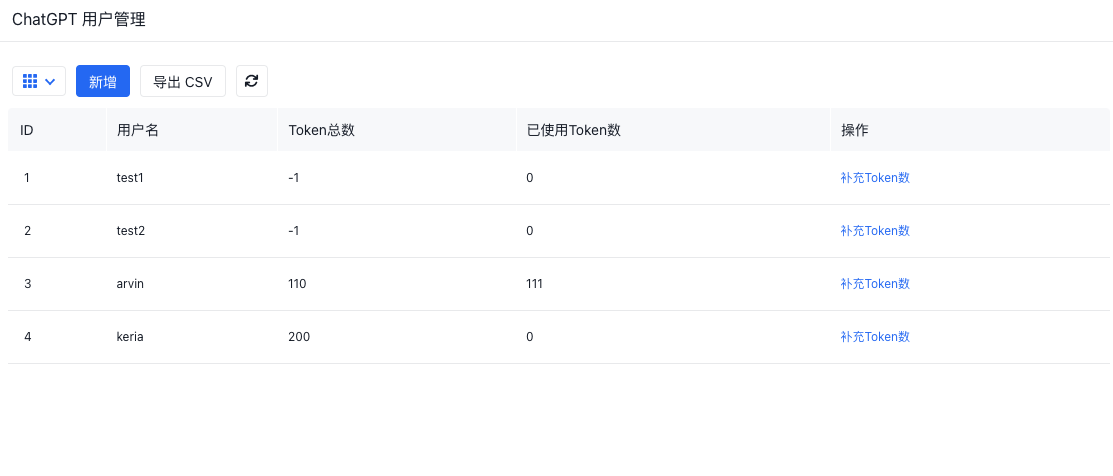 ChatGPT 用户管理
新增 导出 CSV
ID 用户名 Token总数 已使用Token数 操作
1 test1 -1 0 补充Token数
2 test2 -1 0 补充Token数
3 arvin 110 111 补充Token数
4 keria 200 0 补充Token数